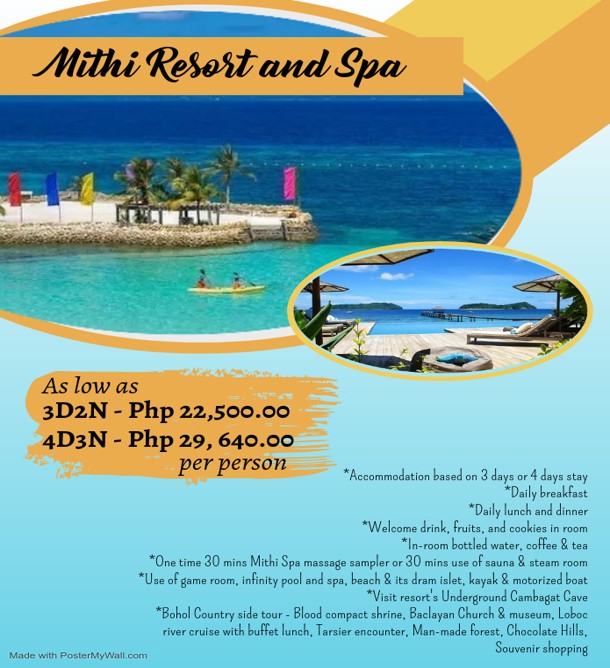 Mithi Resort and Spa
As low as
3D2N - Php 22,500.00
4D3N - Php 29, 640.00
per person
*Accommodation based on 3 days or 4 days stay
*Daily breakfast
*Daily lunch and dinner
*Welcome drink, fruits, and cookies in room
*In-room bottled water, coffee & tea
*One time 30 mins Mithi Spa massage sampler or 30 mins use of sauna & steam room
*Use of game room, infinity pool and spa, beach & its dram islet, kayak & motorized boat
*Visit resort's Underground Cambagat Cave
*Bohol Country side tour - Blood compact shrine, Baclayan Church & museum, Loboc
river cruise with buffet lunch, Tarsier encounter, Man-made forest, Chocolate Hills,
Souvenir shopping
Made with PosterMyWall.com